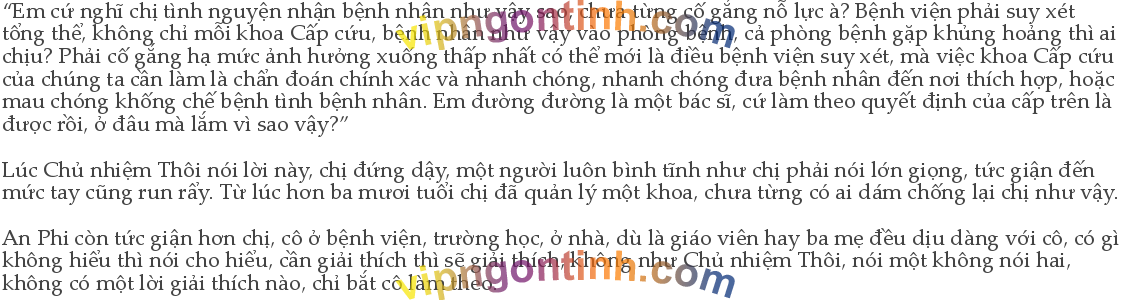 “Em cứ nghĩ chị tình nguyện nhận bệnh nhân như vậy sao, chưa từng cố gắng nỗ lực à? Bệnh viện phải suy xét
tổng thể, không chỉ mỗi khoa Cấp cứu, bệnh nhân như vậy vào phòng bệnh, cả phòng bệnh gặp khủng hoảng thì ai
chịu? Phải cố gắng hạ mức ảnh hưởng xuống thấp nhất có thể mới là điều bệnh viện suy xét, mà việc khoa Cấp cứu
của chúng ta cần làm là chẩn đoán chính xác và nhanh chóng, nhanh chóng đưa bệnh nhân đến nơi thích hợp, hoặc
mau chóng khống chế bệnh tình bệnh nhân. Em đường đường là một bác sĩ, cứ làm theo quyết định của cấp trên là
được rồi, ở đâu mà lắm vì sao vậy?”
Lúc Chủ nhiệm Thôi nói lời này, chị đứng dậy, một người luôn bình tĩnh như chị phải nói lớn giọng, tức giận đến
mức tay cũng run rẩy. Từ lúc hơn ba mươi tuổi chị đã quản lý một khoa, chưa từng có ai dám chống lại chị như vậy.
An Phi còn tức giận hơn chị, cô ở bệnh viện, trường học, ở nhà, dù là giáo viên hay ba mẹ đều dịu dàng với cô, có gì
không hiểu thì nói cho hiểu, cần giải thích thì sẽ giải thích, không như Chủ nhiệm Thôi, nói một không nói hai,
không có một lời giải thích nào, chỉ bắt cô làm theo.
vipngontinh.com
vipngontinh.com